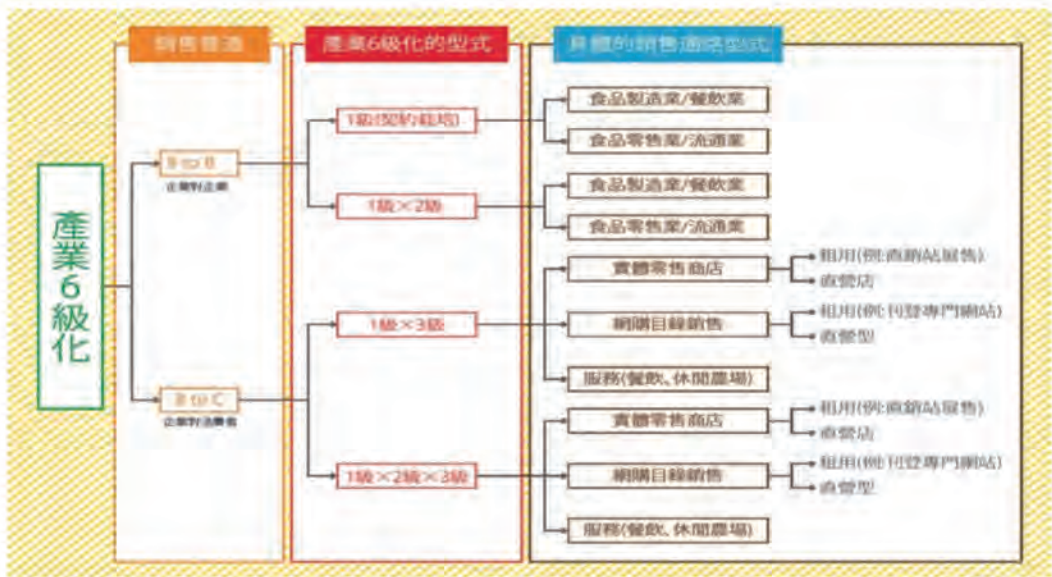 銷售管道
產業6級化的型式
具體的銷售通路型式
產業6級化
B to B
企業對企業
B to C
企業對消費者
1級(契約栽培)
1級×2級
1級×3級
1級×2級×3級
食品製造業/餐飲業
食品零售業/流通業
食品製造業/餐飲業
食品零售業/流通業
實體零售商店
租用(例:直銷站展售)
直營店
網購目錄銷售
租用(例:刊登專門網站)
直營型
服務(餐飲、休閒農場)
實體零售商店
租用(例:直銷站展售)
直營店
網購目錄銷售
租用(例:刊登專門網站)
直營型
服務(餐飲、休閒農場)